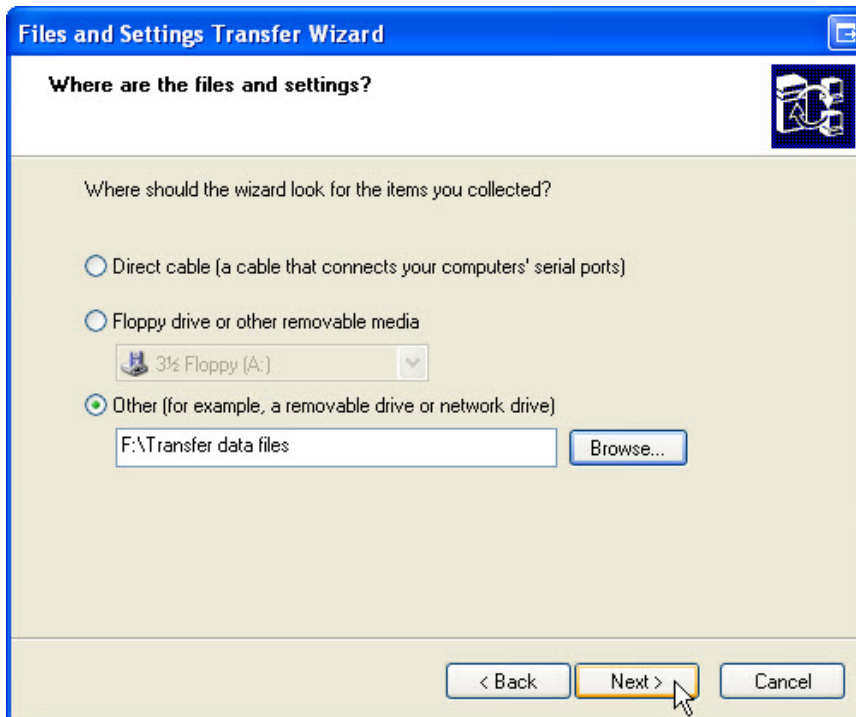 Files and Settings Transfer Wizard
Where are the files and settings?
Where should the wizard look for the items you collected?
Direct cable (a cable that connects your computers' serial ports)
Floppy drive or other removable media
3½ Floppy (A:)
Other (for example, a removable drive or network drive)
F:\Transfer data files
Browse...
< Back
Next >
Cancel